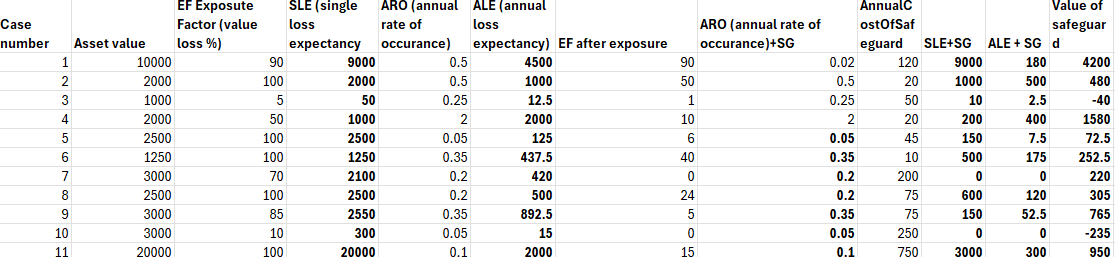 Case number | Asset value | EF Exposute Factor (value loss %) | SLE (single loss expectancy | ARO (annual rate of occurance) | ALE (annual loss expectancy) | EF after exposure | ARO (annual rate of occurance)+SG | AnnualCostOfSafeguard | SLE+SG | ALE + SG | Value of safeguard
1 | 10000 | 90 | 9000 | 0.5 | 4500 | 90 | 0.02 | 120 | 9000 | 180 | 4200
2 | 2000 | 100 | 2000 | 0.5 | 1000 | 50 | 0.5 | 20 | 1000 | 500 | 480
3 | 1000 | 5 | 50 | 0.25 | 12.5 | 1 | 0.25 | 50 | 10 | 2.5 | -40
4 | 2000 | 50 | 1000 | 2 | 2000 | 10 | 2 | 20 | 200 | 400 | 1580
5 | 2500 | 100 | 2500 | 0.05 | 125 | 6 | 0.05 | 45 | 150 | 7.5 | 72.5
6 | 1250 | 100 | 1250 | 0.35 | 437.5 | 40 | 0.35 | 10 | 500 | 175 | 252.5
7 | 3000 | 70 | 2100 | 0.2 | 420 | 0 | 0.2 | 200 | 0 | 0 | 220
8 | 2500 | 100 | 2500 | 0.2 | 500 | 24 | 0.2 | 75 | 600 | 120 | 305
9 | 3000 | 85 | 2550 | 0.35 | 892.5 | 5 | 0.35 | 75 | 150 | 52.5 | 765
10 | 3000 | 10 | 300 | 0.05 | 15 | 0 | 0.05 | 250 | 0 | 0 | -235
11 | 20000 | 100 | 20000 | 0.1 | 2000 | 15 | 0.1 | 750 | 3000 | 300 | 950